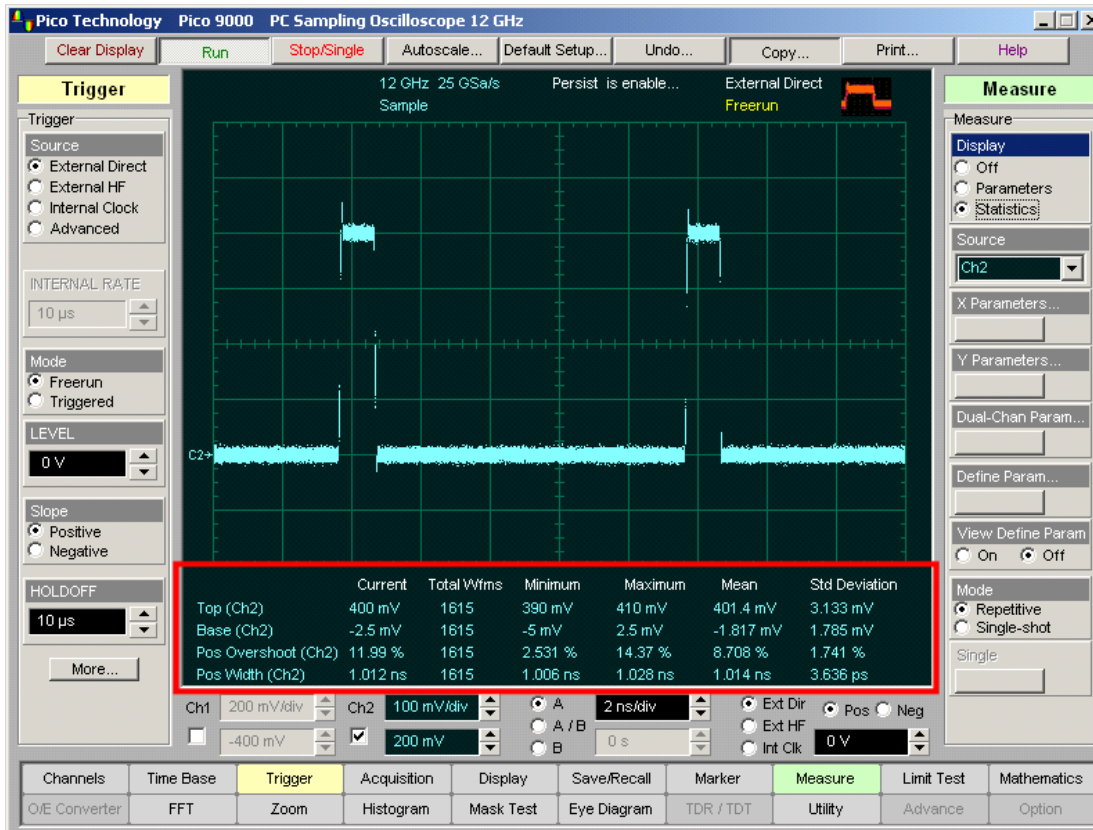 Pico Technology Pico 9000 PC Sampling Oscilloscope 12 GHz
Clear Display Run Stop/Single Autoscale... Default Setup... Undo... Copy... Print... Help
Trigger
Trigger
Source
External Direct
External HF
Internal Clock
Advanced
INTERNAL RATE
10 µs
Mode
Freerun
Triggered
LEVEL
0 V
Slope
Positive
Negative
HOLDOFF
10 µs
More...
12 GHz 25 GSa/s Persist is enable... External Direct
Sample Freerun
C2
Current Total Wfms Minimum Maximum Mean Std Deviation
Top (Ch2) 400 mV 1615 390 mV 410 mV 401.4 mV 3.133 mV
Base (Ch2) -2.5 mV 1615 -5 mV 2.5 mV -1.817 mV 1.785 mV
Pos Overshoot (Ch2) 11.99 % 1615 2.531 % 14.37 % 8.708 % 1.741 %
Pos Width (Ch2) 1.012 ns 1615 1.006 ns 1.028 ns 1.014 ns 3.636 ps
Measure
Measure
Display
Off
Parameters
Statistics
Source
Ch2
X Parameters...
Y Parameters...
Dual-Chan Param...
Define Param...
View Define Param
On Off
Mode
Repetitive
Single-shot
Single
Ch1 200 mV/div Ch2 100 mV/div A 2 ns/div Ext Dir Pos Neg
A / B Ext HF
-400 mV 200 mV B 0 s Int Clk 0 V
Channels Time Base Trigger Acquisition Display Save/Recall Marker Measure Limit Test Mathematics
O/E Converter FFT Zoom Histogram Mask Test Eye Diagram TDR / TDT Utility Advance Option